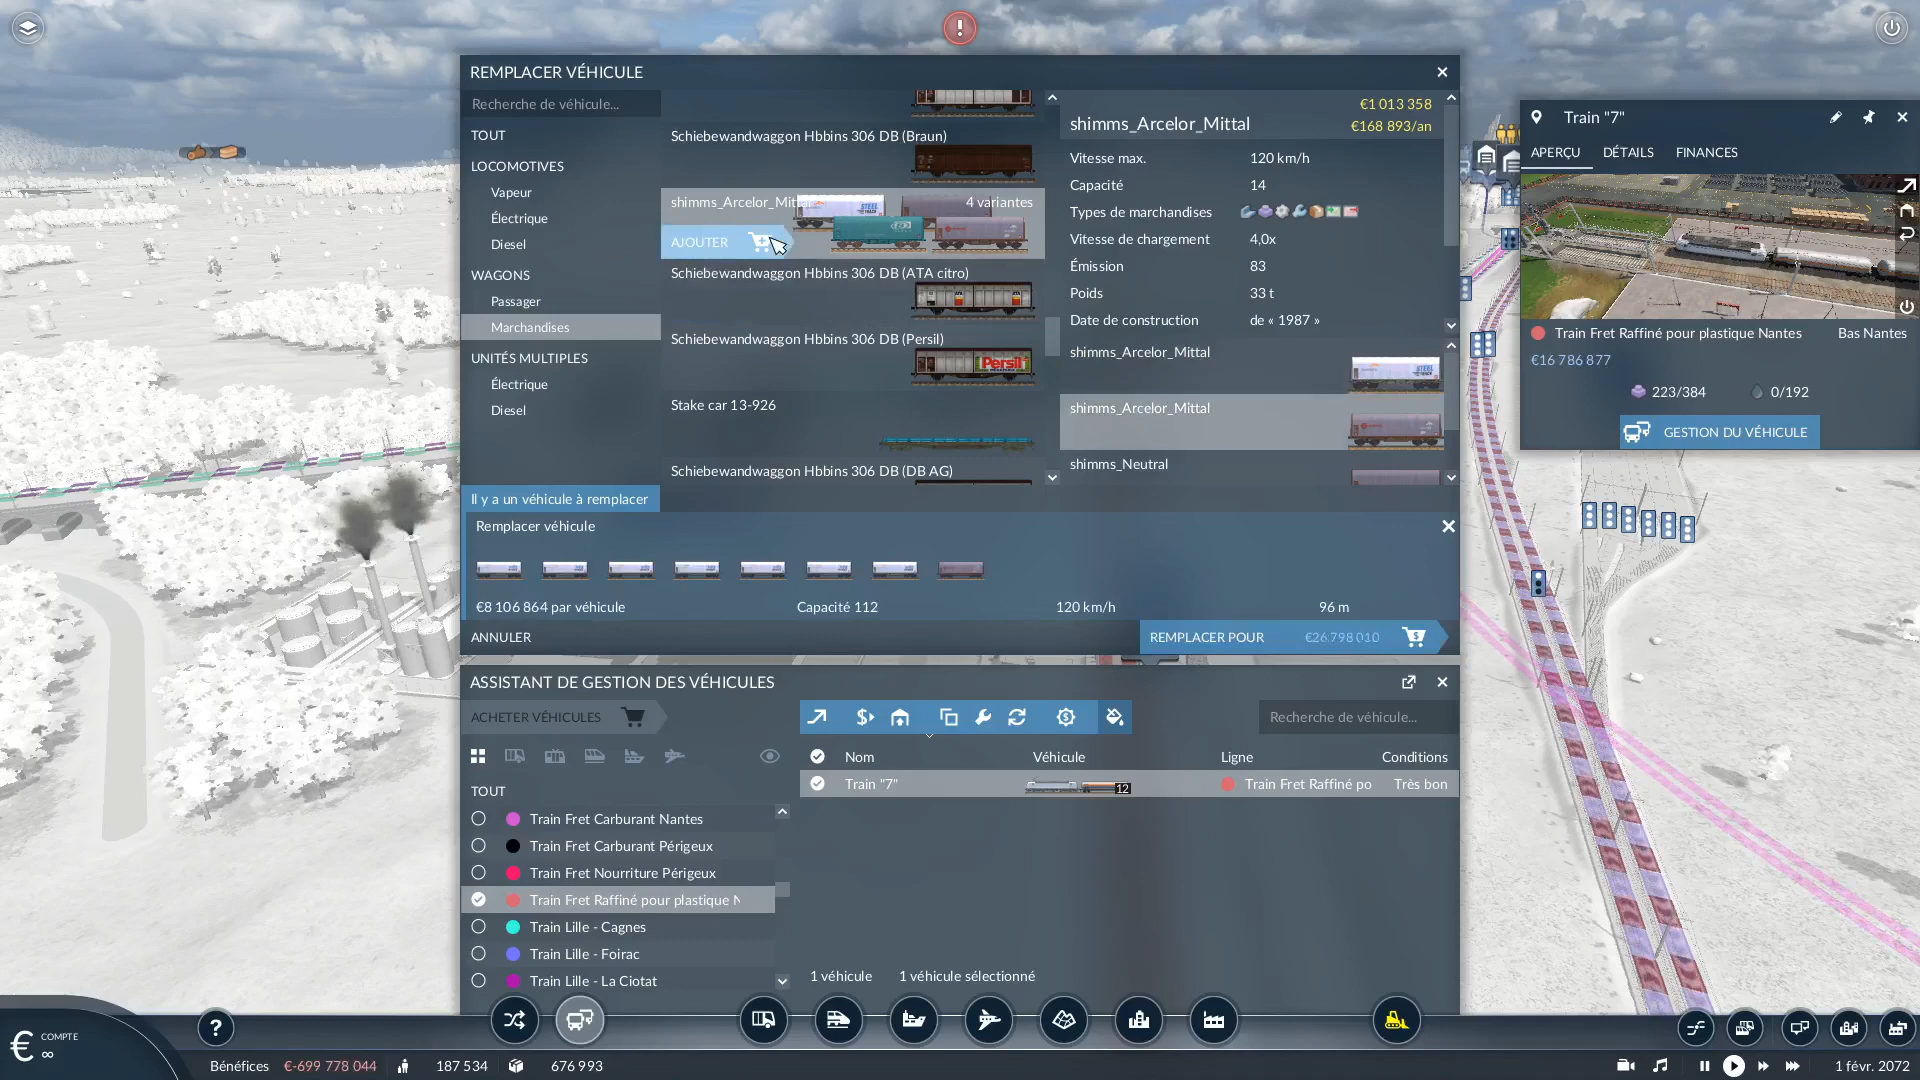 REMPLACER VÉHICULE
Recherche de véhicule...
TOUT
LOCOMOTIVES
Vapeur
Électrique
Diesel
WAGONS
Passager
Marchandises
UNITÉS MULTIPLES
Électrique
Diesel
Schiebewandwaggon Hbbins 306 DB (Braun)
shimms_Arcelor_Mittal
4 variantes
AJOUTER
Schiebewandwaggon Hbbins 306 DB (ATA citro)
Schiebewandwaggon Hbbins 306 DB (Persil)
Persil
Stake car 13-926
Schiebewandwaggon Hbbins 306 DB (DB AG)
€1 013 358
shimms_Arcelor_Mittal
€168 893/an
Vitesse max. 120 km/h
Capacité 14
Types de marchandises
Vitesse de chargement 4,0x
Émission 83
Poids 33 t
Date de construction de « 1987 »
shimms_Arcelor_Mittal
STEEL
shimms_Arcelor_Mittal
shimms_Neutral
Il y a un véhicule à remplacer
Remplacer véhicule
€8 106 864 par véhicule
Capacité 112
120 km/h
96 m
ANNULER
REMPLACER POUR €26 798 010
Train "7"
APERÇU
DÉTAILS
FINANCES
Train Fret Raffiné pour plastique Nantes
Bas Nantes
€16 786 877
223/384
0/192
GESTION DU VÉHICULE
ASSISTANT DE GESTION DES VÉHICULES
ACHETER VÉHICULES
Recherche de véhicule...
TOUT
Train Fret Carburant Nantes
Train Fret Carburant Périgeux
Train Fret Nourriture Périgeux
Train Fret Raffiné pour plastique N
Train Lille - Cagnes
Train Lille - Foirac
Train Lille - La Ciotat
Nom
Véhicule
Ligne
Conditions
Train "7"
12
Train Fret Raffiné po
Très bon
1 véhicule
1 véhicule sélectionné
?
€ COMPTE
∞
Bénéfices €-699 778 044
187 534
676 993
1 févr. 2072